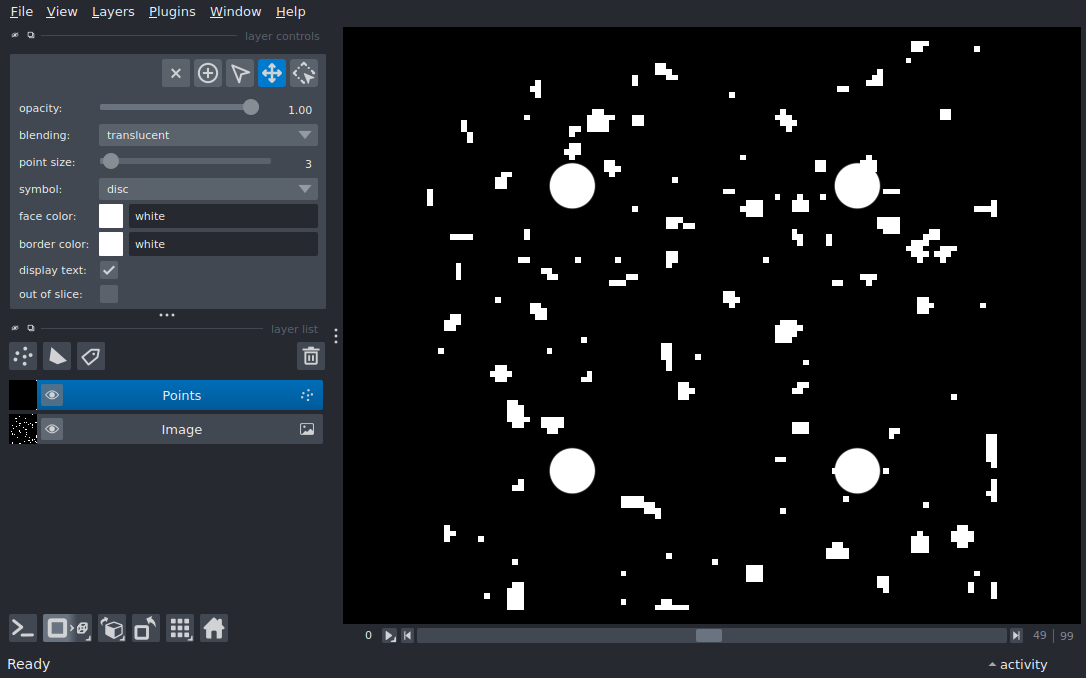 File View Layers Plugins Window Help
layer controls
opacity: 1.00
blending: translucent
point size: 3
symbol: disc
face color: white
border color: white
display text:
out of slice:
layer list
Points
Image
0 49 99
Ready activity